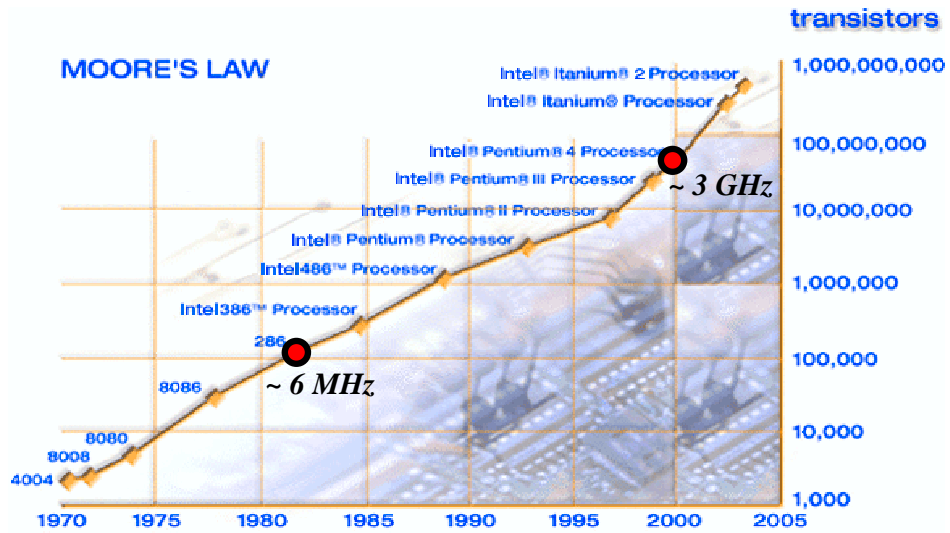 transistors
MOORE'S LAW
1,000,000,000
Intel® Itanium® 2 Processor
Intel® Itanium® Processor
100,000,000
Intel® Pentium® 4 Processor
Intel® Pentium® III Processor
~ 3 GHz
Intel® Pentium® II Processor
10,000,000
Intel® Pentium® Processor
Intel486™ Processor
1,000,000
Intel386™ Processor
286
100,000
~ 6 MHz
8086
8080
10,000
8008
4004
1,000
1970 1975 1980 1985 1990 1995 2000 2005